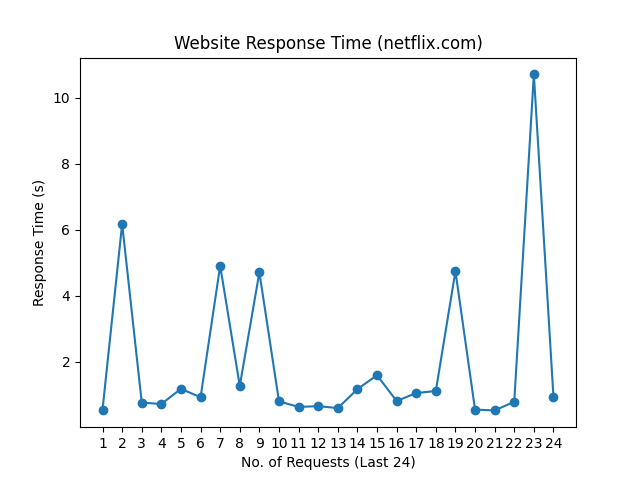 Website Response Time (netflix.com)
Response Time (s)
10
8
6
4
2
1 2 3 4 5 6 7 8 9 10 11 12 13 14 15 16 17 18 19 20 21 22 23 24
No. of Requests (Last 24)